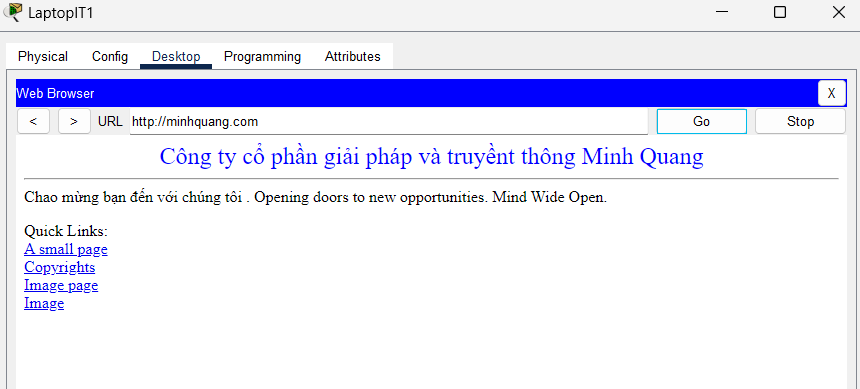 LaptopIT1
Physical Config Desktop Programming Attributes
Web Browser X
< > URL http://minhquang.com Go Stop
Công ty cổ phần giải pháp và truyềnt thông Minh Quang
Chao mừng bạn đến với chúng tôi . Opening doors to new opportunities. Mind Wide Open.
Quick Links:
A small page
Copyrights
Image page
Image